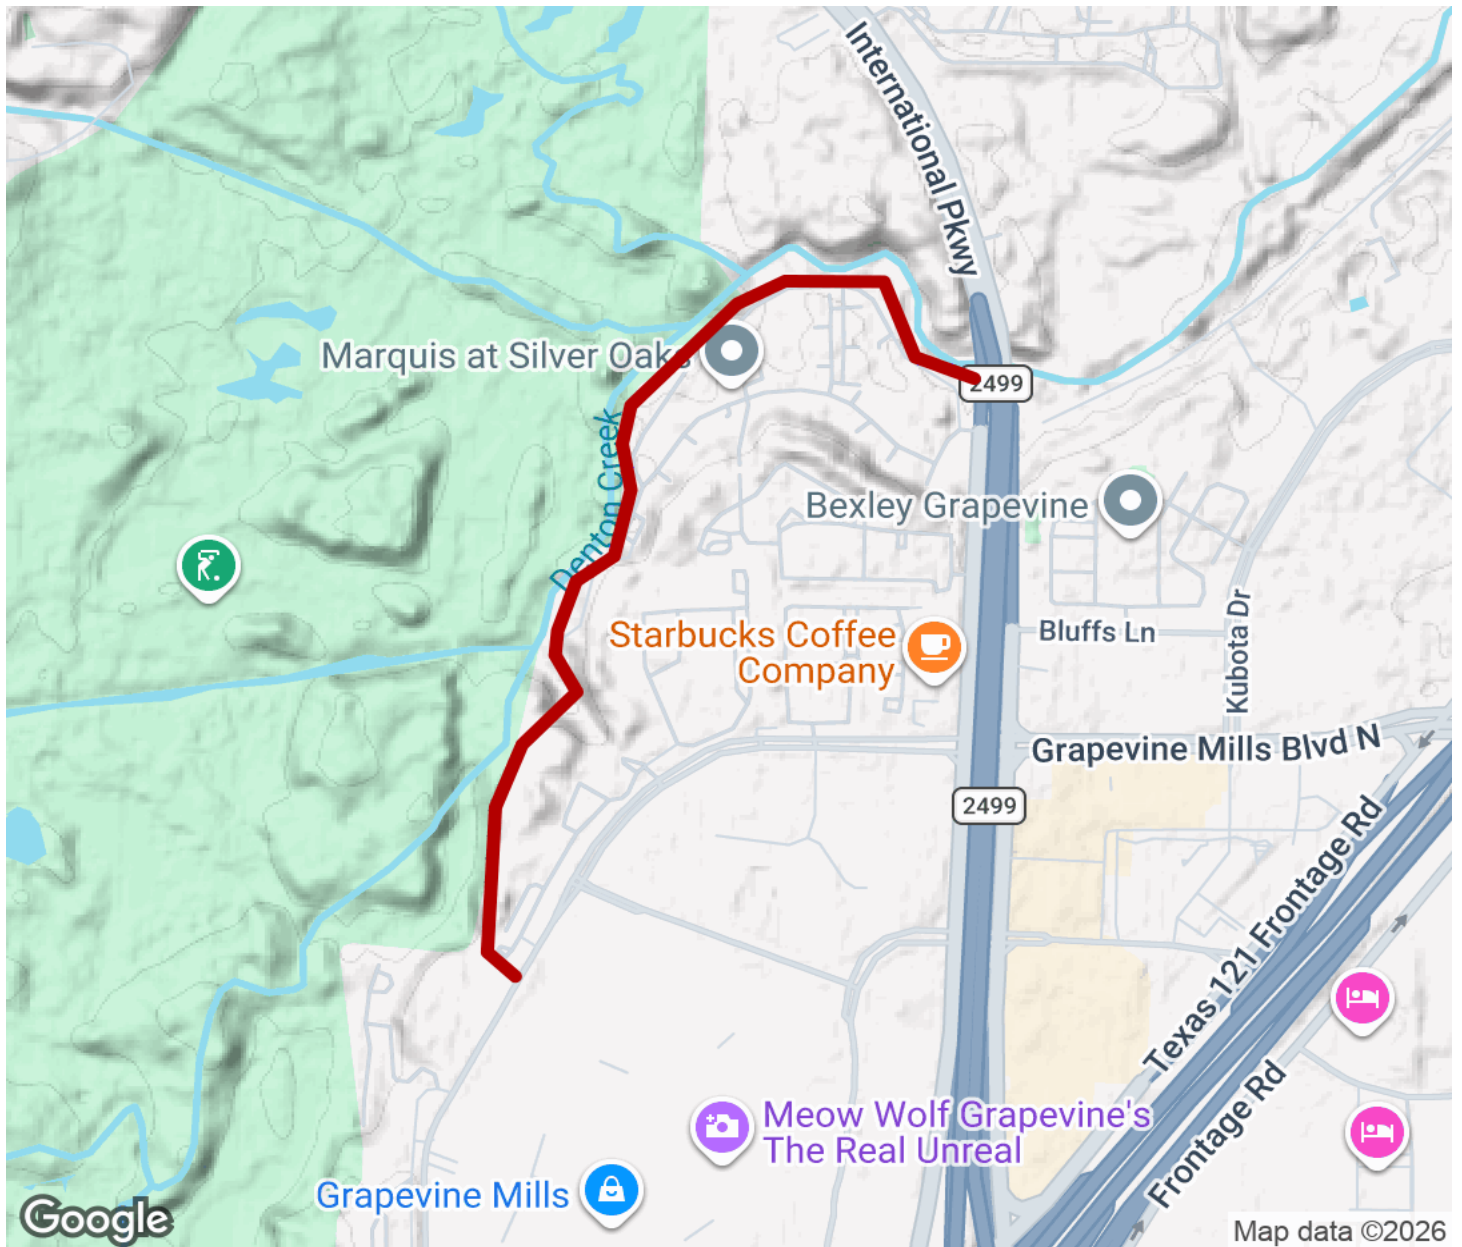 International Pkwy
Marquis at Silver Oaks
2499
Denton Creek
Bexley Grapevine
Starbucks Coffee
Company
Bluffs Ln
Kubota Dr
Grapevine Mills Blvd N
2499
Texas 121 Frontage Rd
Frontage Rd
Meow Wolf Grapevine's
The Real Unreal
Grapevine Mills
Google
Map data ©2026